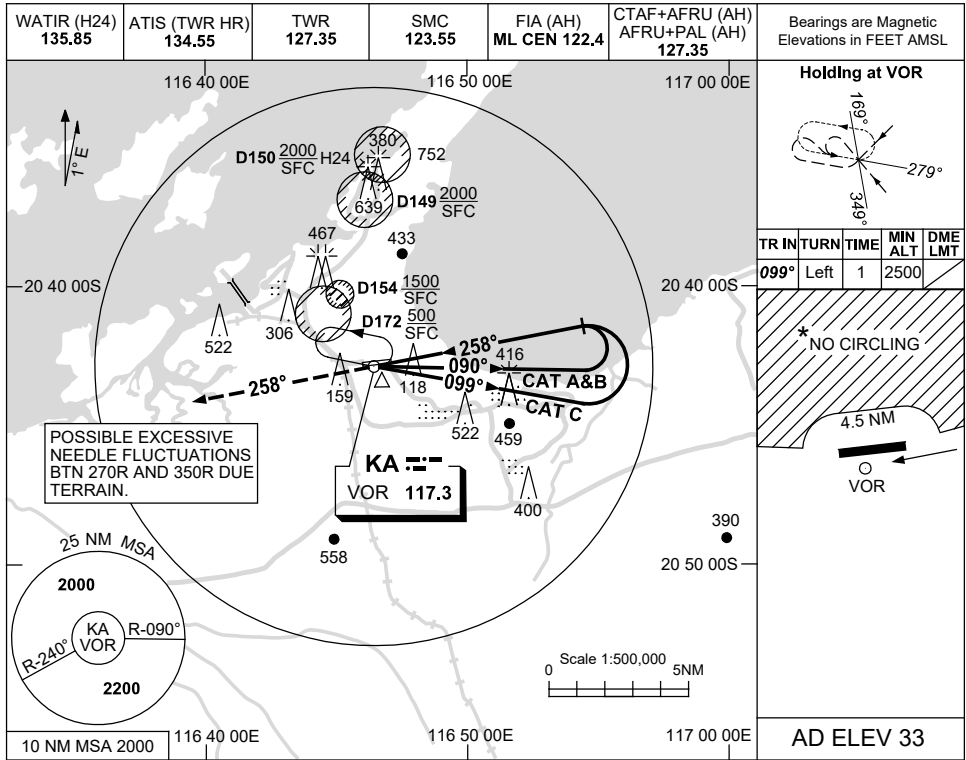 WATIR (H24)
135.85
ATIS (TWR HR)
134.55
TWR
127.35
SMC
123.55
FIA (AH)
ML CEN 122.4
CTAF+AFRU (AH)
AFRU+PAL (AH)
127.35
Bearings are Magnetic
Elevations in FEET AMSL
116 40 00E
116 50 00E
117 00 00E
1° E
D150 2000
SFC
H24
380
752
639
D149 2000
SFC
467
433
20 40 00S
20 40 00S
D154 1500
SFC
306
D172 500
SFC
522
258°
416
090°
CAT A&B
099°
258°
159
118
CAT C
522
459
POSSIBLE EXCESSIVE
NEEDLE FLUCTUATIONS
BTN 270R AND 350R DUE
TERRAIN.
KA
VOR 117.3
400
390
558
20 50 00S
25 NM MSA
2000
KA
VOR
R-090°
R-240°
2200
Scale 1:500,000
0
5NM
10 NM MSA 2000
116 40 00E
116 50 00E
117 00 00E
Holding at VOR
169°
279°
349°
TR IN
TURN
TIME
MIN
ALT
DME
LMT
099°
Left
1
2500
*NO CIRCLING
4.5 NM
VOR
AD ELEV 33